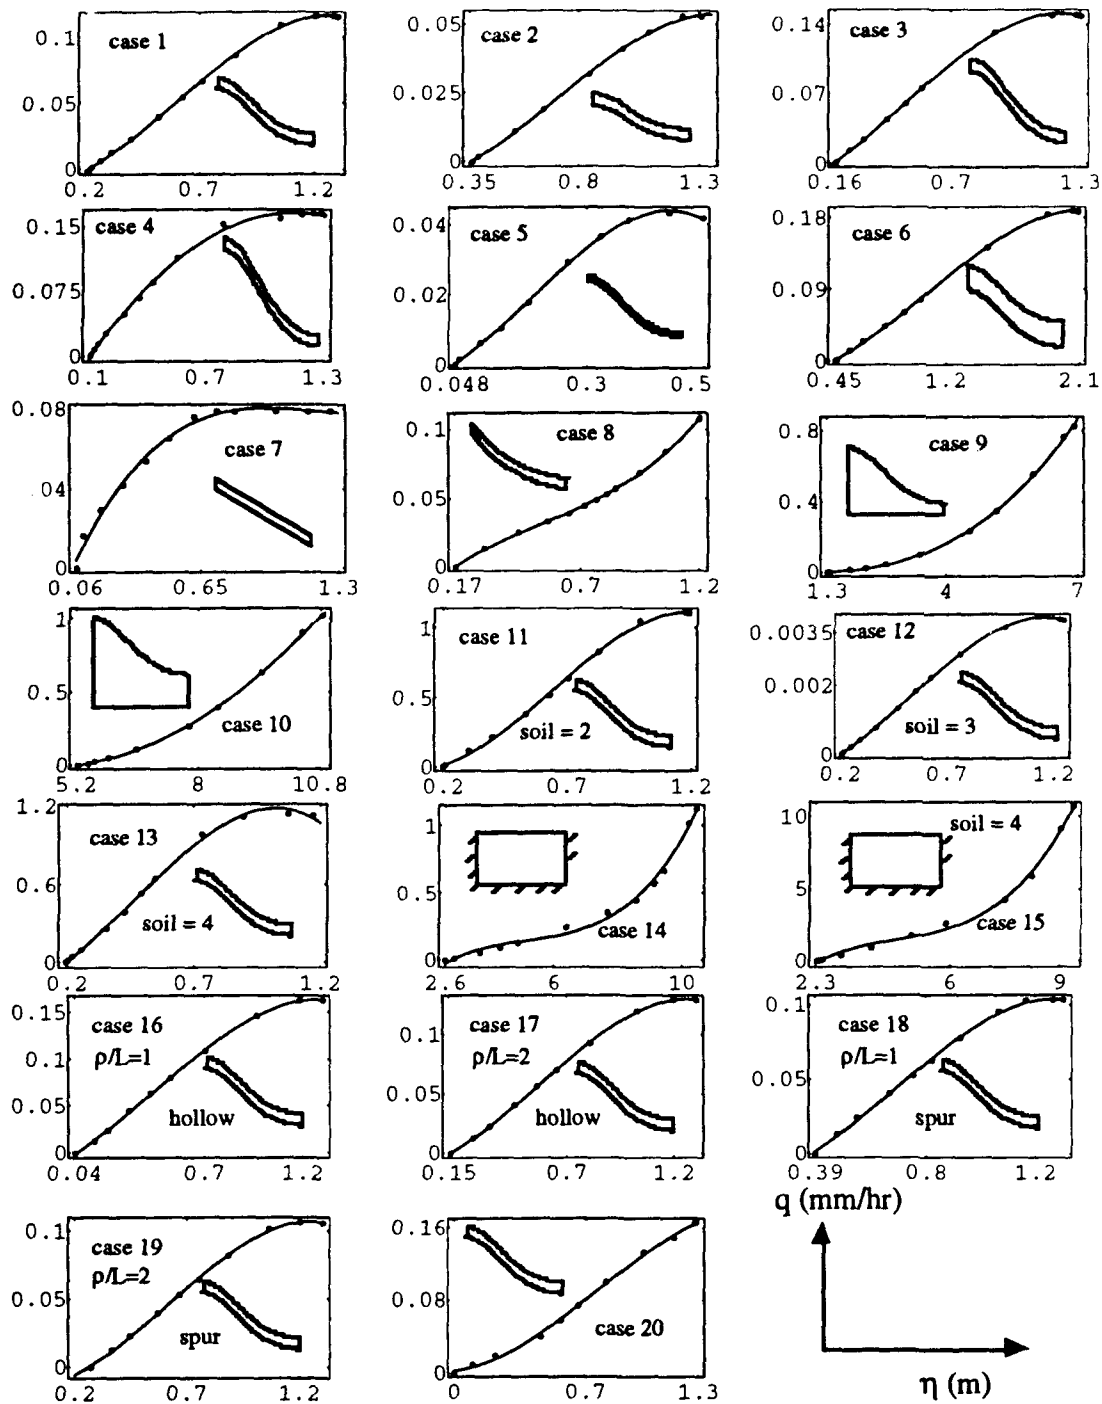 case 1
0.1
0.05
0
0.2 0.7 1.2
case 2
0.05
0.025
0
0.35 0.8 1.3
case 3
0.14
0.07
0
0.16 0.7 1.3
case 4
0.15
0.075
0
0.1 0.7 1.3
case 5
0.04
0.02
0
0.048 0.3 0.5
case 6
0.18
0.09
0
0.45 1.2 2.1
case 7
0.08
.04
0
0.06 0.65 1.3
case 8
0.1
0.05
0
0.17 0.7 1.2
case 9
0.8
0.4
0
1.3 4 7
1
0.5
case 10
0
5.2 8 10.8
case 11
1
0.5
soil = 2
0
0.2 0.7 1.2
case 12
0.0035
0.002
soil = 3
0
0.2 0.7 1.2
1.2
case 13
0.6
soil = 4
0
0.2 0.7 1.2
1
0.5
case 14
0
2.6 6 10
10
soil = 4
5
case 15
0
2.3 6 9
0.15
case 16
ρ/L=1
0.1
0.05
hollow
0
0.04 0.7 1.2
0.1
case 17
ρ/L=2
0.05
hollow
0
0.15 0.7 1.2
0.1
case 18
ρ/L=1
0.05
spur
0
0.39 0.8 1.2
0.1
case 19
ρ/L=2
0.05
spur
0
0.2 0.7 1.2
0.16
0.08
case 20
0
0 0.7 1.3
q (mm/hr)
η (m)